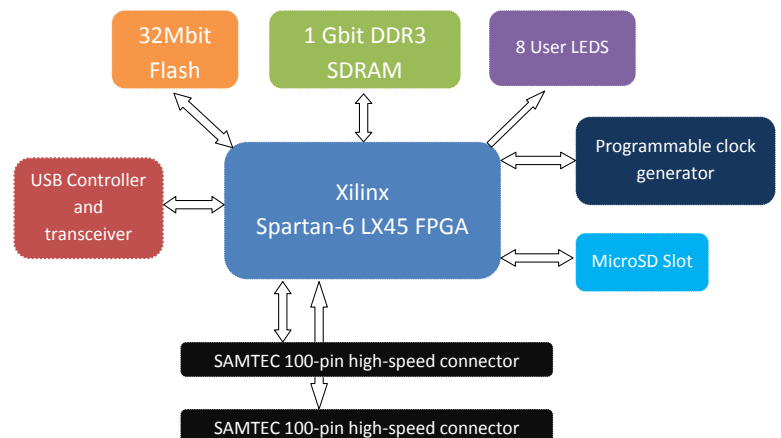 32Mbit
Flash
1 Gbit DDR3
SDRAM
8 User LEDS
Programmable clock
generator
USB Controller
and
transceiver
Xilinx
Spartan-6 LX45 FPGA
MicroSD Slot
SAMTEC 100-pin high-speed connector
SAMTEC 100-pin high-speed connector